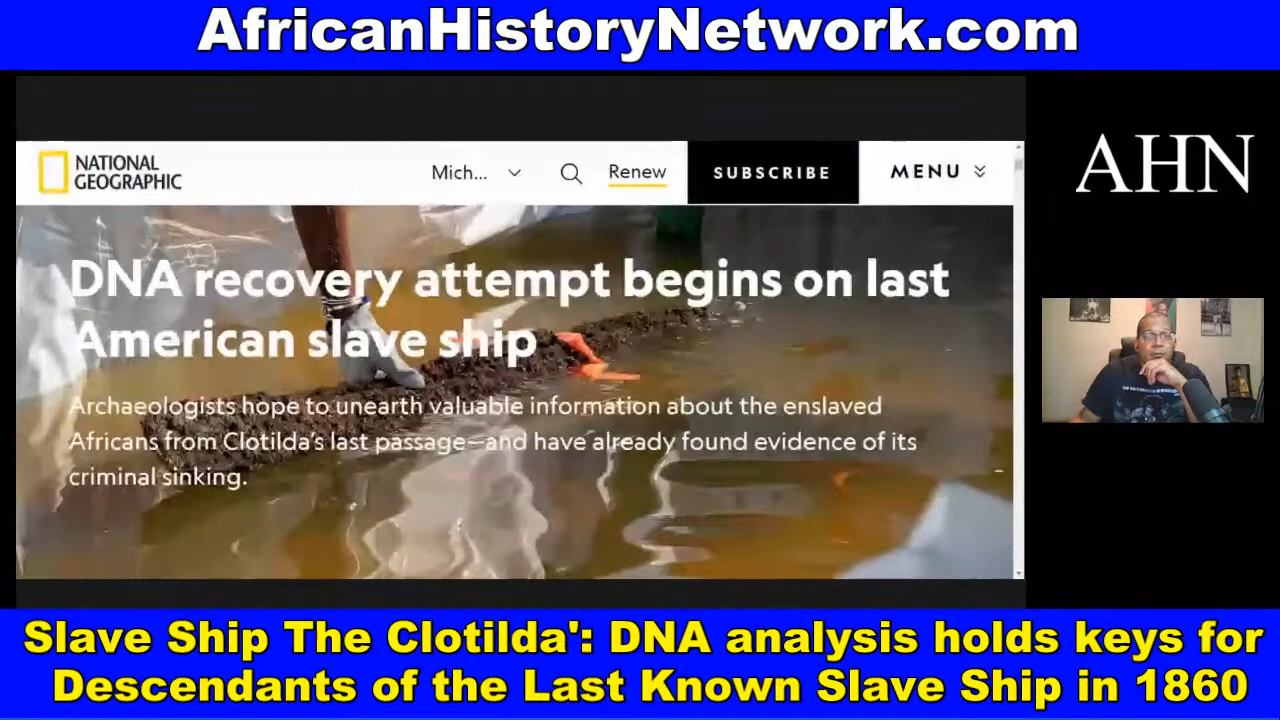 AfricanHistoryNetwork.com
NATIONAL
GEOGRAPHIC
Mich...
Renew
SUBSCRIBE
MENU
AHN
DNA recovery attempt begins on last
American slave ship
Archaeologists hope to unearth valuable information about the enslaved
Africans from Clotilda's last passage—and have already found evidence of its
criminal sinking.
Slave Ship The Clotilda': DNA analysis holds keys for
Descendants of the Last Known Slave Ship in 1860